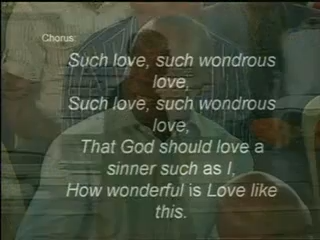 Chorus:
Such love, such wondrous
love,
Such love, such wondrous
love,
That God should love a
sinner such as I,
How wonderful is Love like
this.